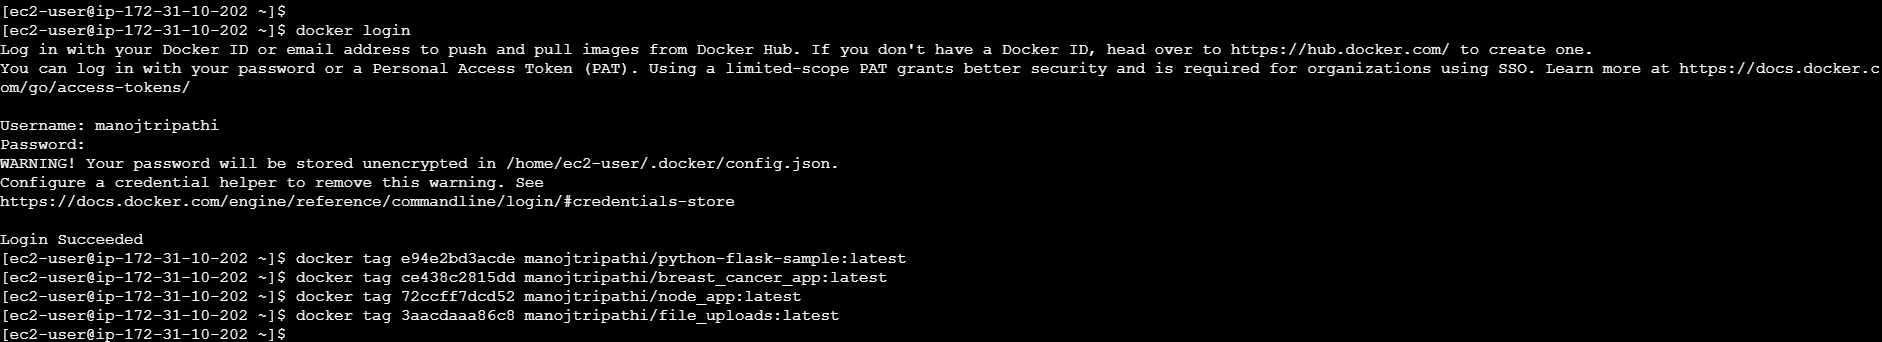 [ec2-user@ip-172-31-10-202 ~]$
[ec2-user@ip-172-31-10-202 ~]$ docker login
Log in with your Docker ID or email address to push and pull images from Docker Hub. If you don't have a Docker ID, head over to https://hub.docker.com/ to create one.
You can log in with your password or a Personal Access Token (PAT). Using a limited-scope PAT grants better security and is required for organizations using SSO. Learn more at https://docs.docker.c
om/go/access-tokens/
Username: manojtripathi
Password:
WARNING! Your password will be stored unencrypted in /home/ec2-user/.docker/config.json.
Configure a credential helper to remove this warning. See
https://docs.docker.com/engine/reference/commandline/login/#credentials-store
Login Succeeded
[ec2-user@ip-172-31-10-202 ~]$ docker tag e94e2bd3acde manojtripathi/python-flask-sample:latest
[ec2-user@ip-172-31-10-202 ~]$ docker tag ce438c2815dd manojtripathi/breast_cancer_app:latest
[ec2-user@ip-172-31-10-202 ~]$ docker tag 72ccff7dcd52 manojtripathi/node_app:latest
[ec2-user@ip-172-31-10-202 ~]$ docker tag 3aacdaaa86c8 manojtripathi/file_uploads:latest
[ec2-user@ip-172-31-10-202 ~]$